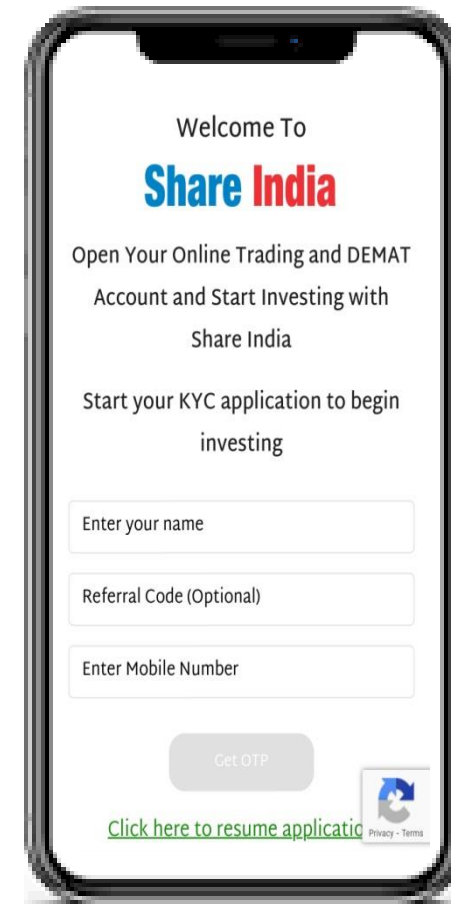 Welcome To
Share India
Open Your Online Trading and DEMAT
Account and Start Investing with
Share India
Start your KYC application to begin
investing
Enter your name
Referral Code (Optional)
Enter Mobile Number
Get OTP
Click here to resume applicatio
Privacy - Terms